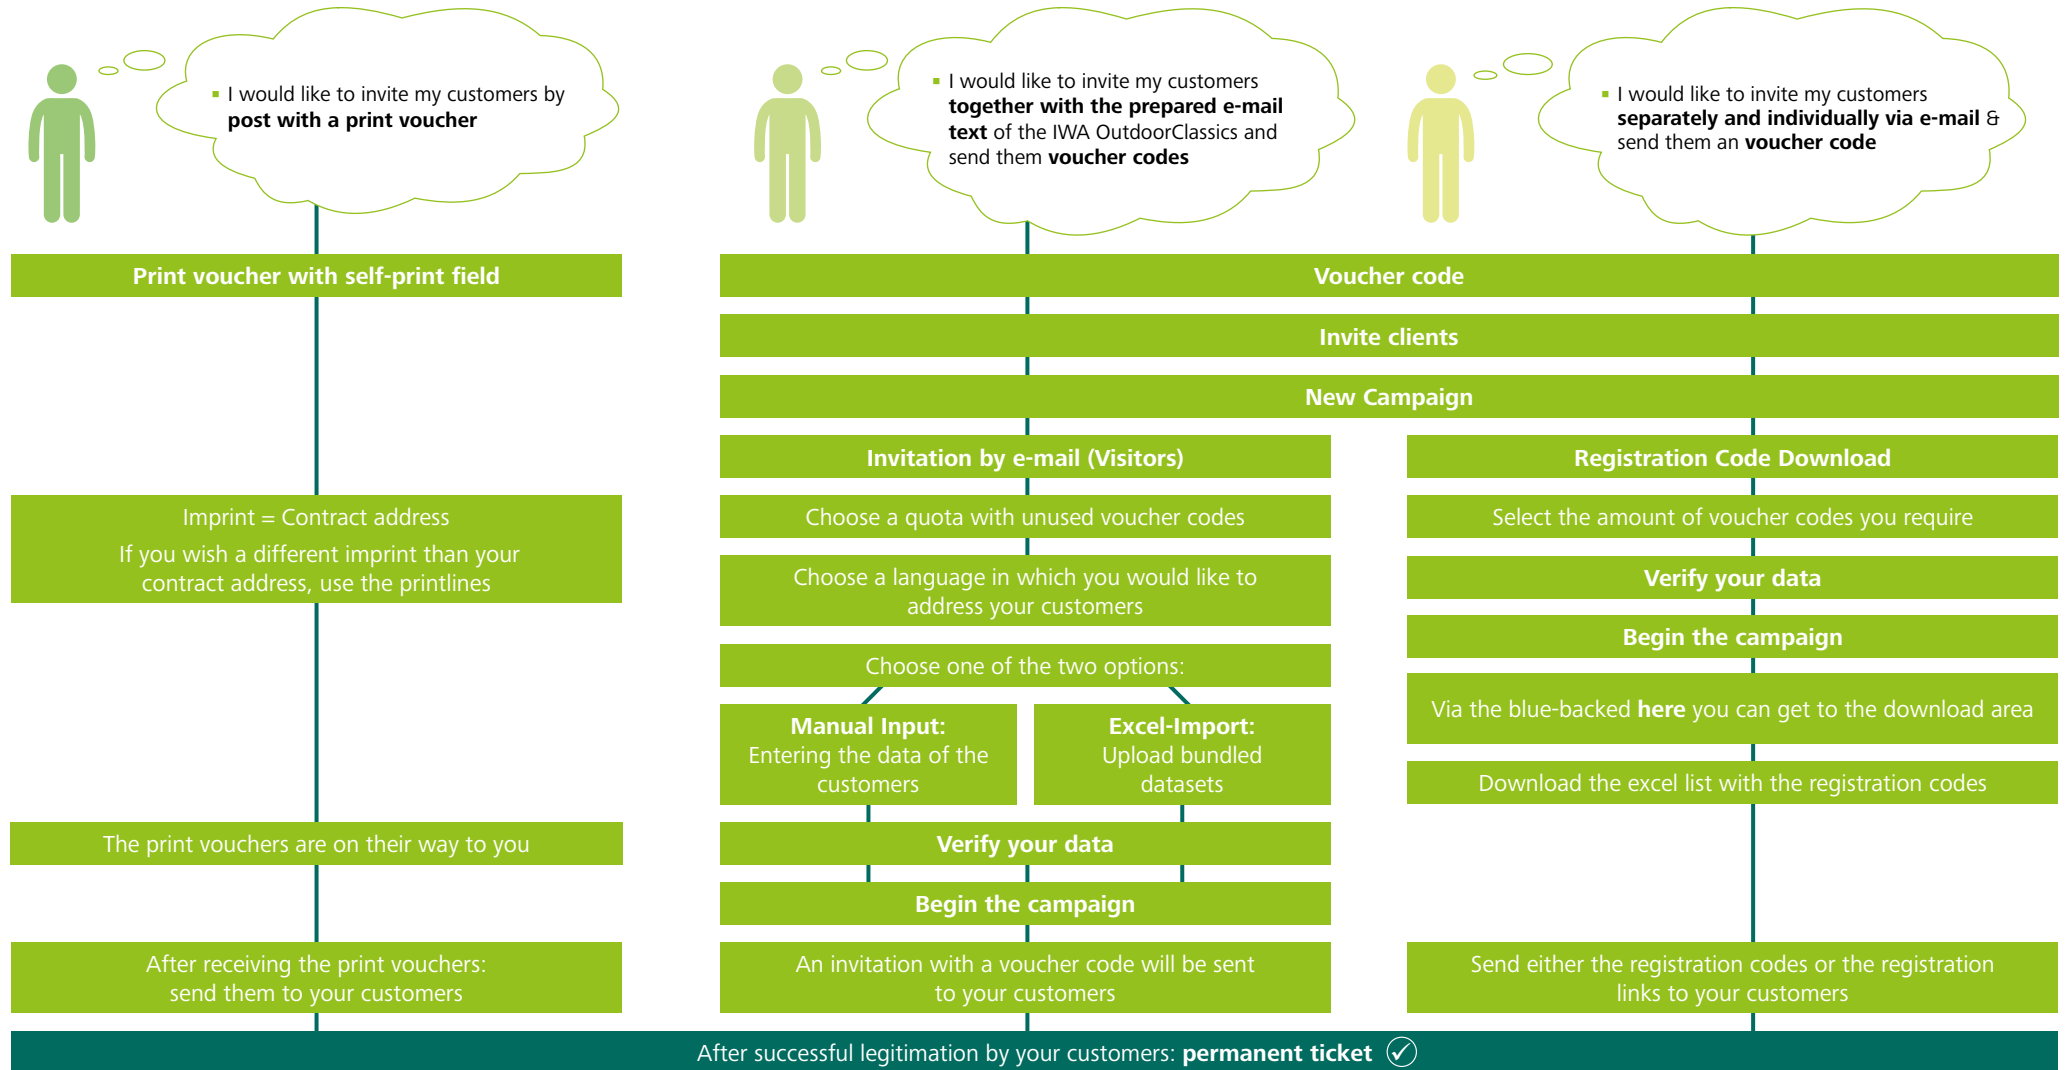 ▪ I would like to invite my customers by
post with a print voucher
▪ I would like to invite my customers
together with the prepared e-mail
text of the IWA OutdoorClassics and
send them voucher codes
▪ I would like to invite my customers
separately and individually via e-mail &
send them an voucher code
Print voucher with self-print field
Imprint = Contract address
If you wish a different imprint than your
contract address, use the printlines
The print vouchers are on their way to you
After receiving the print vouchers:
send them to your customers
Voucher code
Invite clients
New Campaign
Invitation by e-mail (Visitors)
Choose a quota with unused voucher codes
Choose a language in which you would like to
address your customers
Choose one of the two options:
Manual Input:
Entering the data of the
customers
Excel-Import:
Upload bundled
datasets
Verify your data
Begin the campaign
An invitation with a voucher code will be sent
to your customers
Registration Code Download
Select the amount of voucher codes you require
Verify your data
Begin the campaign
Via the blue-backed here you can get to the download area
Download the excel list with the registration codes
Send either the registration codes or the registration
links to your customers
After successful legitimation by your customers: permanent ticket